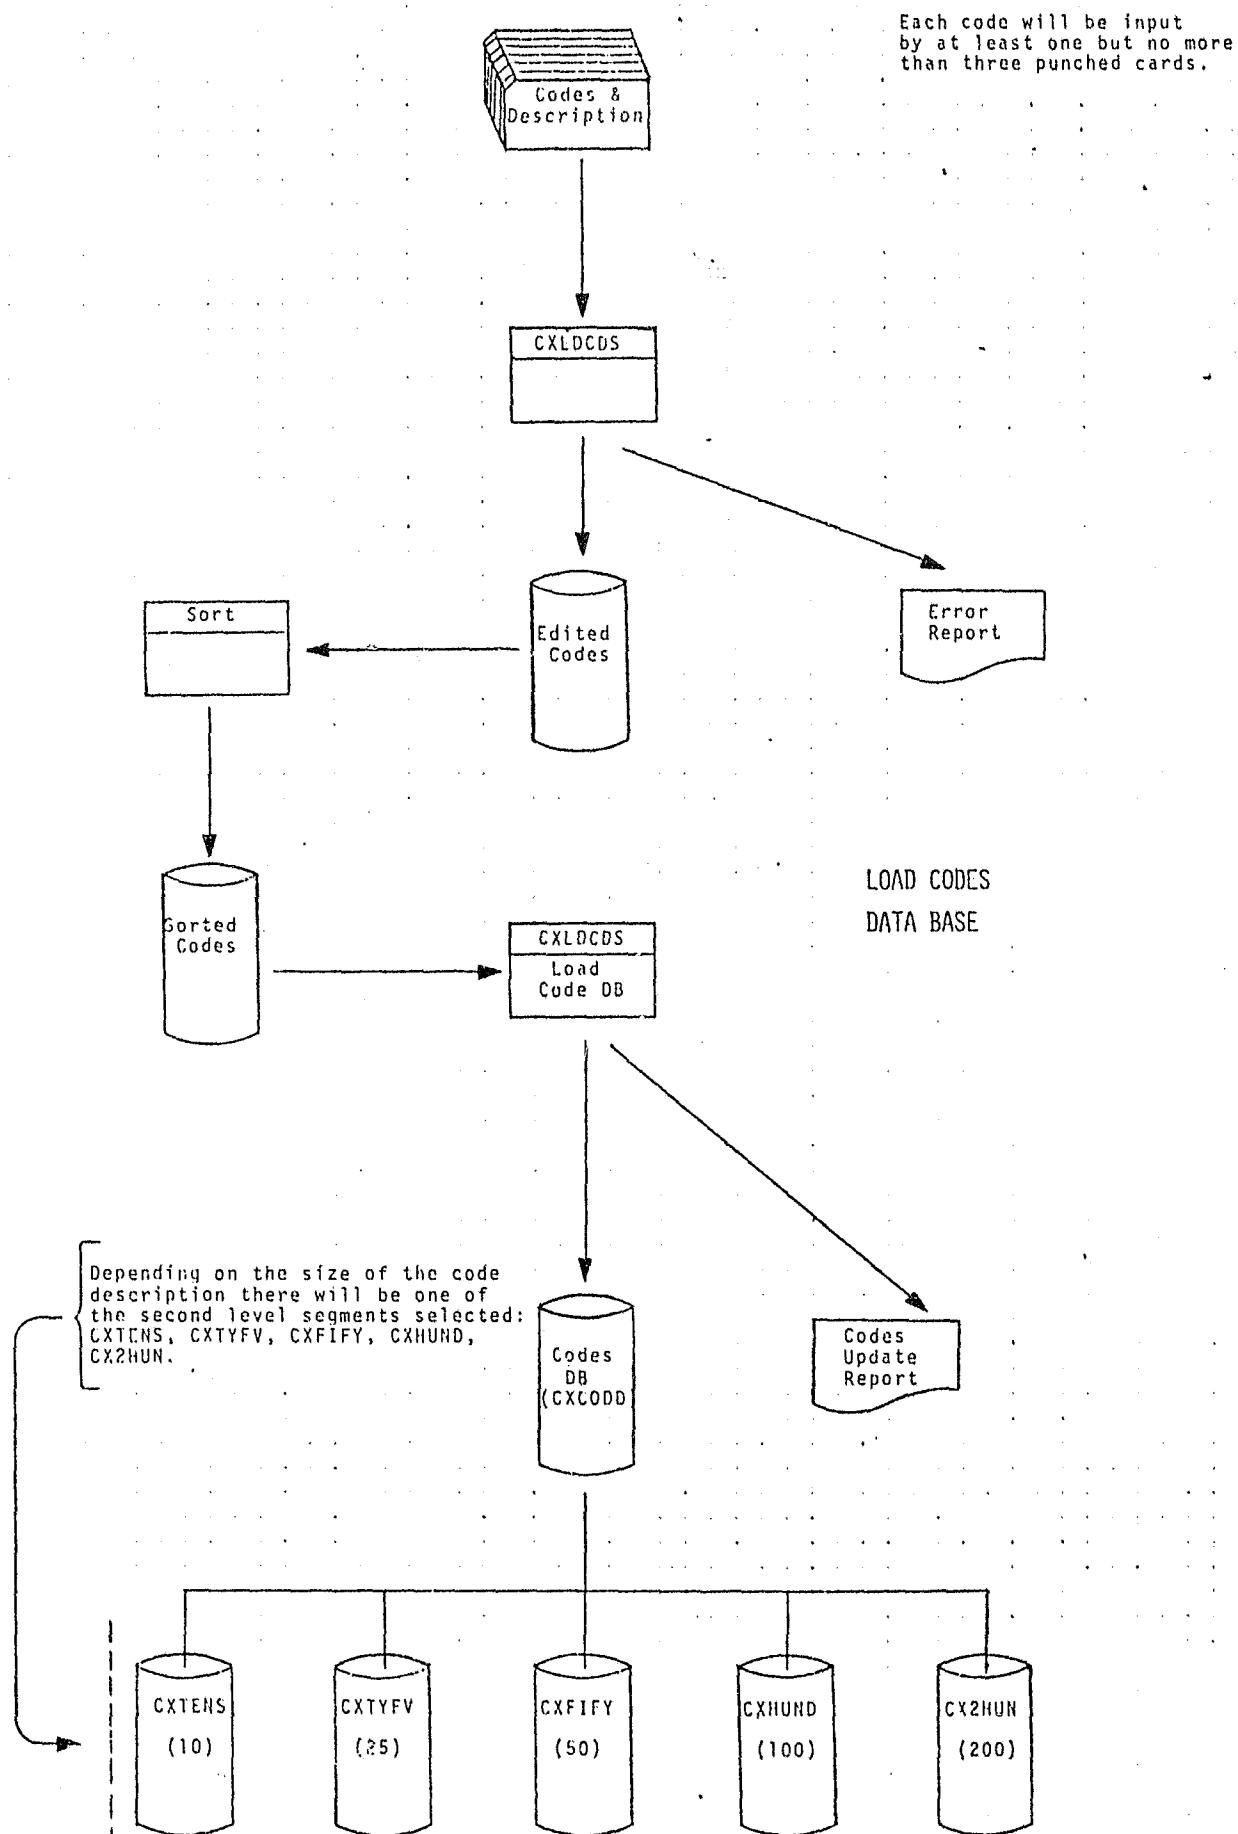 Each code will be input
by at least one but no more
than three punched cards.
Codes &
Description
CXLDCDS
Sort
Edited
Codes
Error
Report
Sorted
Codes
LOAD CODES
DATA BASE
CXLDCDS
Load
Code DB
Depending on the size of the code
description there will be one of
the second level segments selected:
CXTENS, CXTYFV, CXFIFY, CXHUND,
CX2HUN.
Codes
DB
(CXCODD
Codes
Update
Report
CXTENS
(10)
CXTYFV
(25)
CXFIFY
(50)
CXHUND
(100)
CX2HUN
(200)